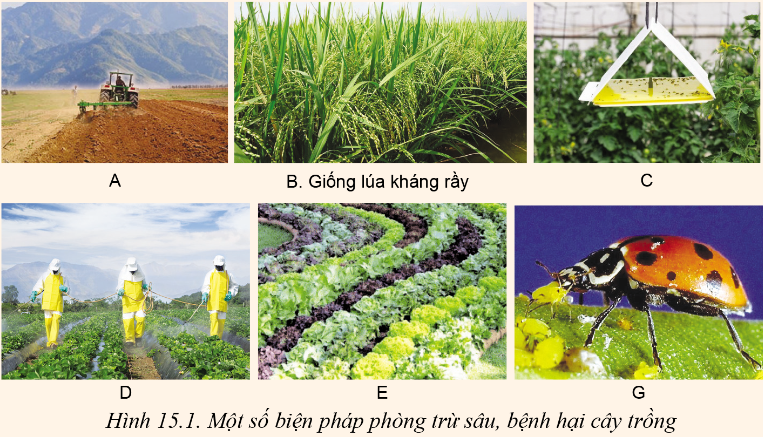 A
B. Giống lúa kháng rầy
C
D
E
G
Hình 15.1. Một số biện pháp phòng trừ sâu, bệnh hại cây trồng